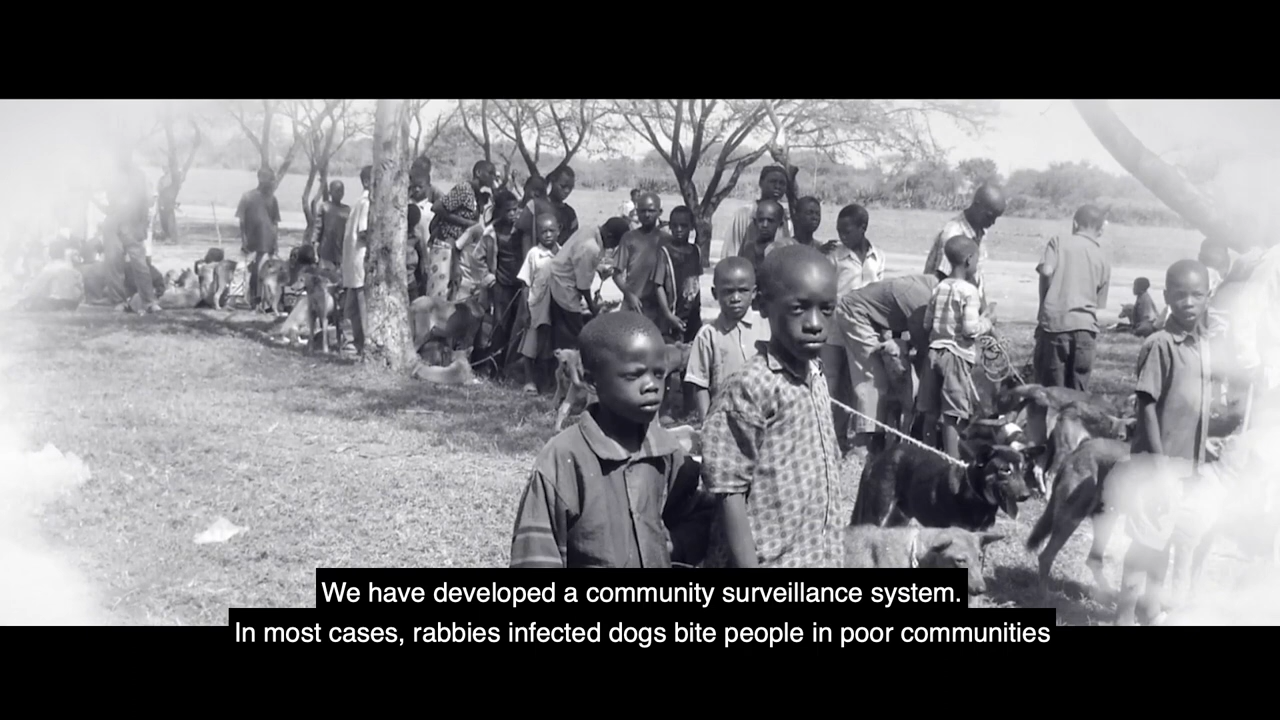 We have developed a community surveillance system.
In most cases, rabbies infected dogs bite people in poor communities